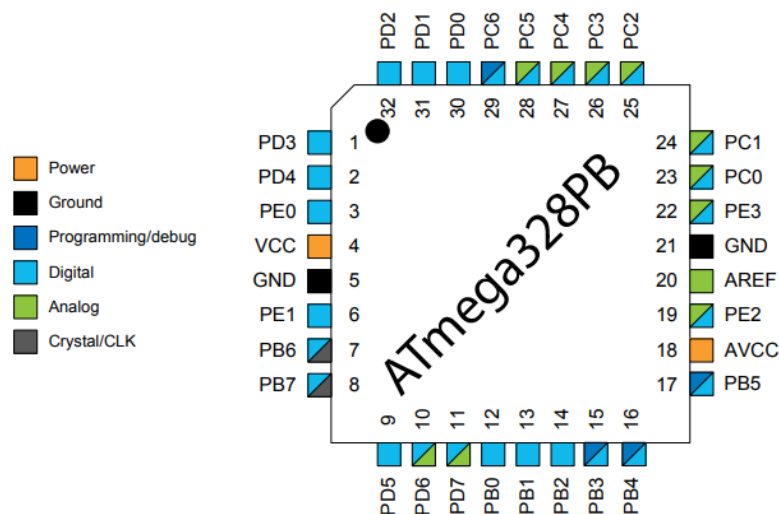 PD2 PD1 PD0 PC6 PC5 PC4 PC3 PC2
32 31 30 29 28 27 26 25
Power
Ground
Programming/debug
Digital
Analog
Crystal/CLK
PD3 1
PD4 2
PE0 3
VCC 4
GND 5
PE1 6
PB6 7
PB7 8
ATmega328PB
24 PC1
23 PC0
22 PE3
21 GND
20 AREF
19 PE2
18 AVCC
17 PB5
9 10 11 12 13 14 15 16
PD5 PD6 PD7 PB0 PB1 PB2 PB3 PB4